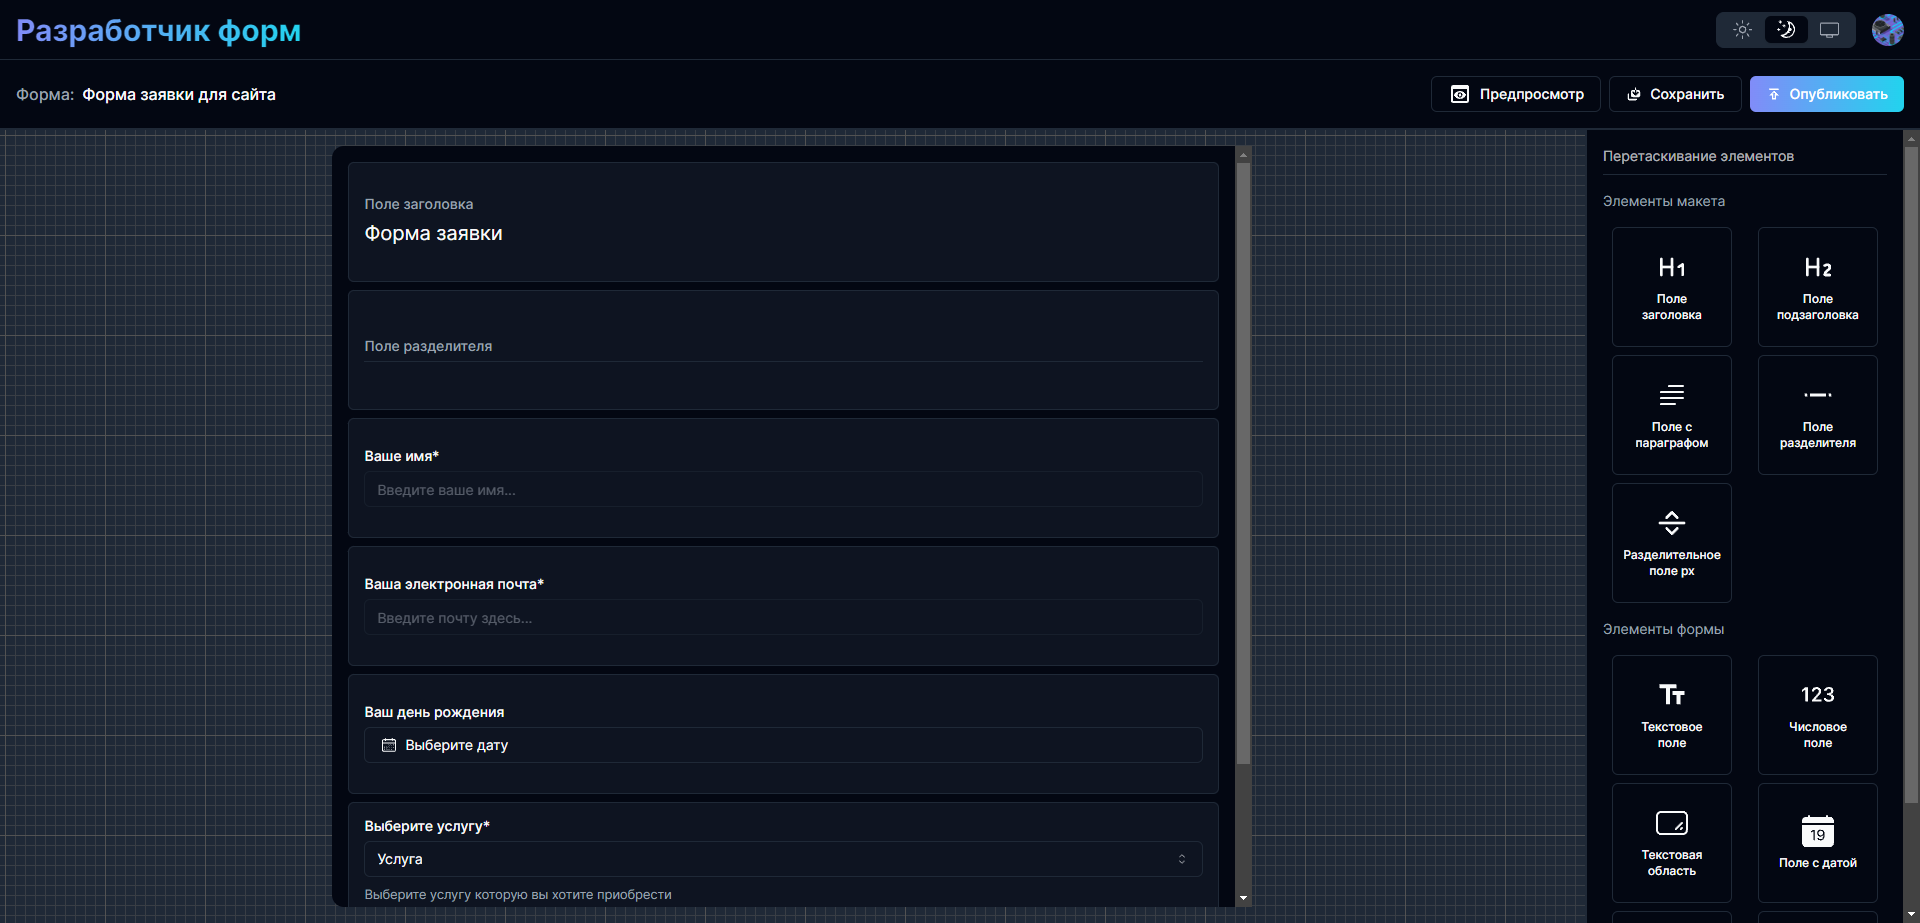 Разработчик форм
Форма: Форма заявки для сайта
Предпросмотр
Сохранить
Опубликовать
Поле заголовка
Форма заявки
Поле разделителя
Ваше имя*
Введите ваше имя...
Ваша электронная почта*
Введите почту здесь...
Ваш день рождения
Выберите дату
Выберите услугу*
Услуга
Выберите услугу которую вы хотите приобрести
Перетаскивание элементов
Элементы макета
H1
Поле
заголовка
H2
Поле
подзаголовка
Поле с
параграфом
Поле
разделителя
Разделительное
поле px
Элементы формы
Тт
Текстовое
поле
123
Числовое
поле
Текстовая
область
19
Поле с датой